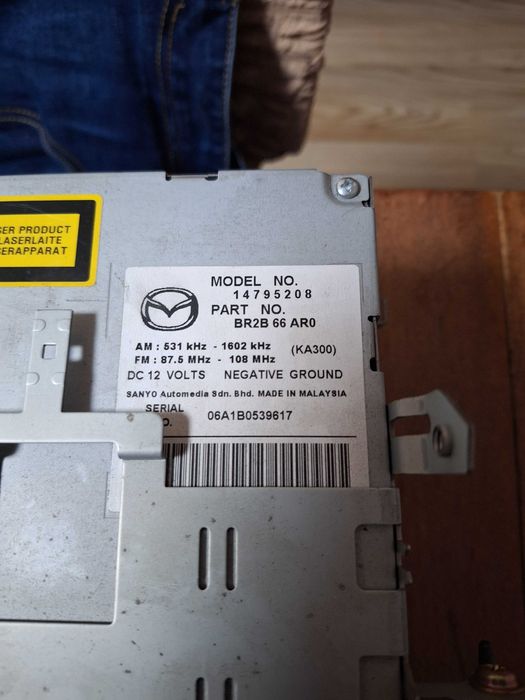 SER PRODUCT
LASERLAITE
SERAPPARAT
MODEL NO.
14795208
PART NO.
BR2B 66 AR0
AM : 531 kHz - 1602 kHz
(KA300)
FM : 87.5 MHz - 108 MHz
DC 12 VOLTS NEGATIVE GROUND
SANYO Automedia Sdn. Bhd. MADE IN MALAYSIA
SERIAL
O. 06A1B0539617